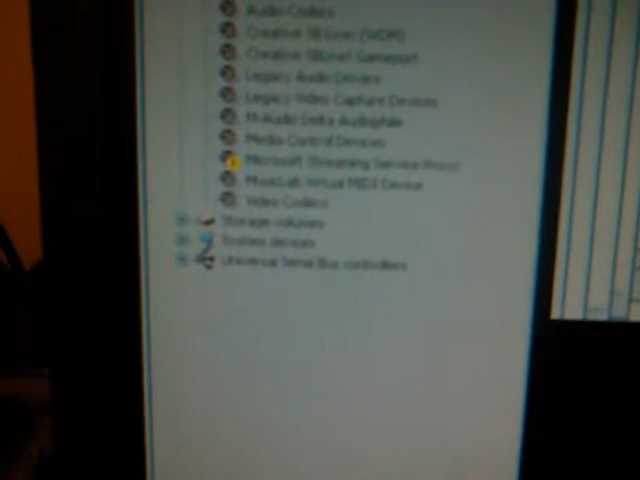 Audio Codecs
Creative SB Live! (WDM)
Creative SBLive! Gameport
Legacy Audio Drivers
Legacy Video Capture Devices
M-Audio Delta Audiophile
Media Control Devices
Microsoft Streaming Service Proxy
MusicLab Virtual MIDI Device
Video Codecs
Storage volumes
System devices
Universal Serial Bus controllers